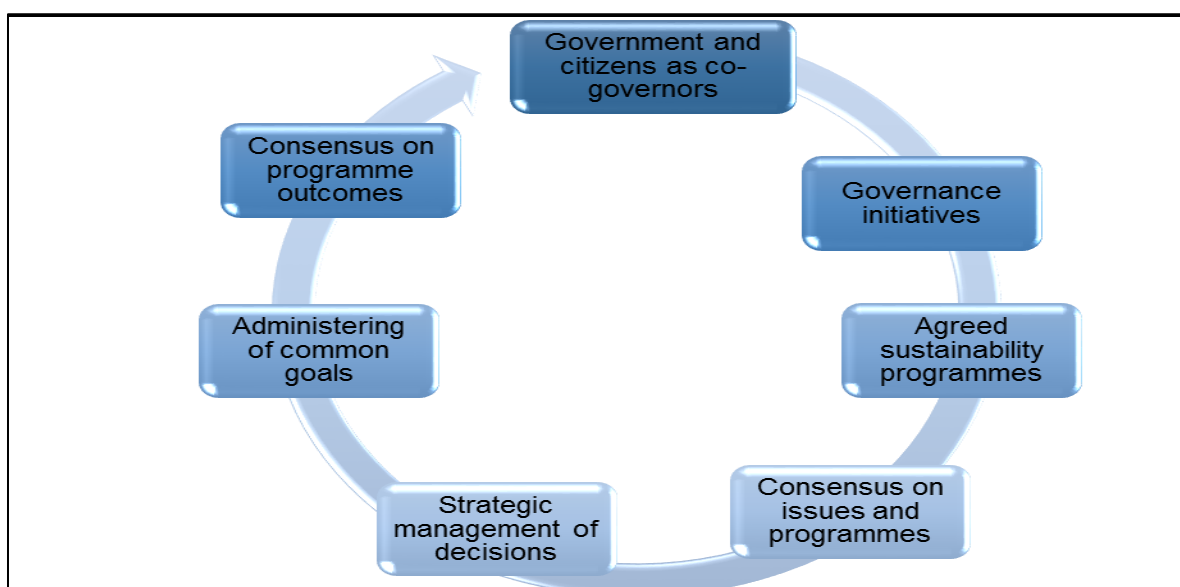 Government and
citizens as co-
governors
Governance
initiatives
Agreed
sustainability
programmes
Consensus on
issues and
programmes
Strategic
management of
decisions
Administering
of common
goals
Consensus on
programme
outcomes